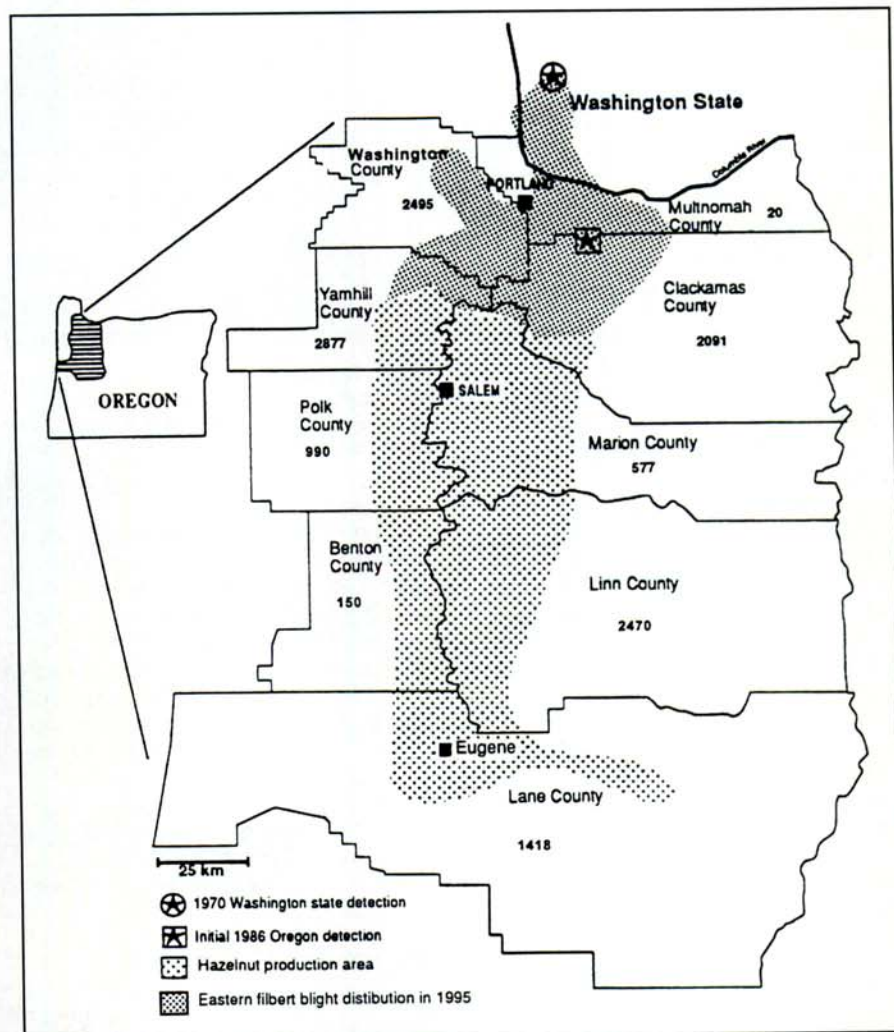 Washington State
Columbia River
Washington
County
2495
PORTLAND
Multnomah
County
20
Yamhill
County
2877
Clackamas
County
2091
OREGON
SALEM
Polk
County
990
Marion County
577
Benton
County
150
Linn County
2470
Eugene
Lane County
1418
25 km
1970 Washington state detection
Initial 1986 Oregon detection
Hazelnut production area
Eastern filbert blight distibution in 1995